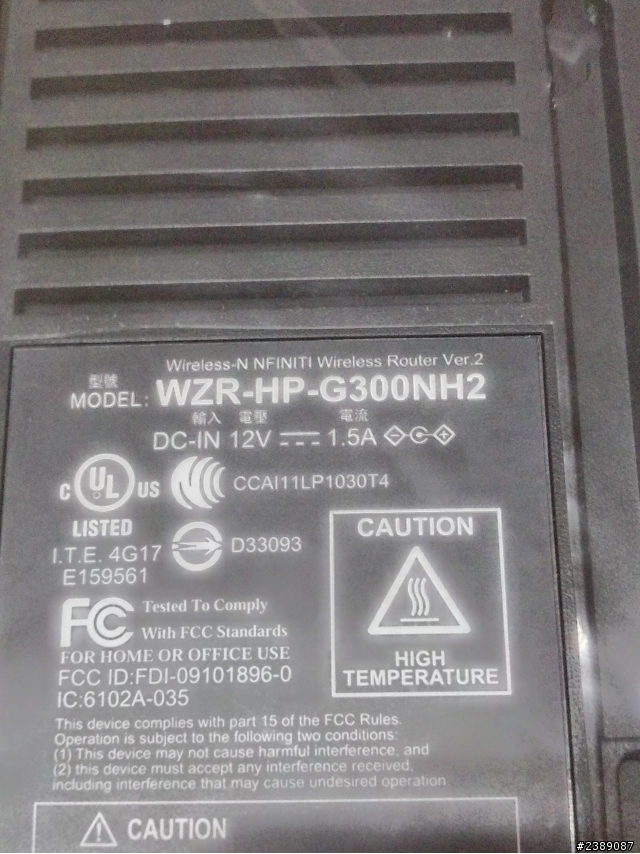 Wireless-N NFINITI Wireless Router Ver.2
型號
MODEL: WZR-HP-G300NH2
輸入 電壓 電流
DC-IN 12V 1.5A
C UL US
LISTED
CCAI11LP1030T4
I.T.E. 4G17
E159561
D33093
CAUTION
HIGH
TEMPERATURE
FC Tested To Comply
With FCC Standards
FOR HOME OR OFFICE USE
FCC ID:FDI-09101896-0
IC:6102A-035
This device complies with part 15 of the FCC Rules.
Operation is subject to the following two conditions:
(1) This device may not cause harmful interference, and
(2) this device must accept any interference received,
including interference that may cause undesired operation
CAUTION
#2389087